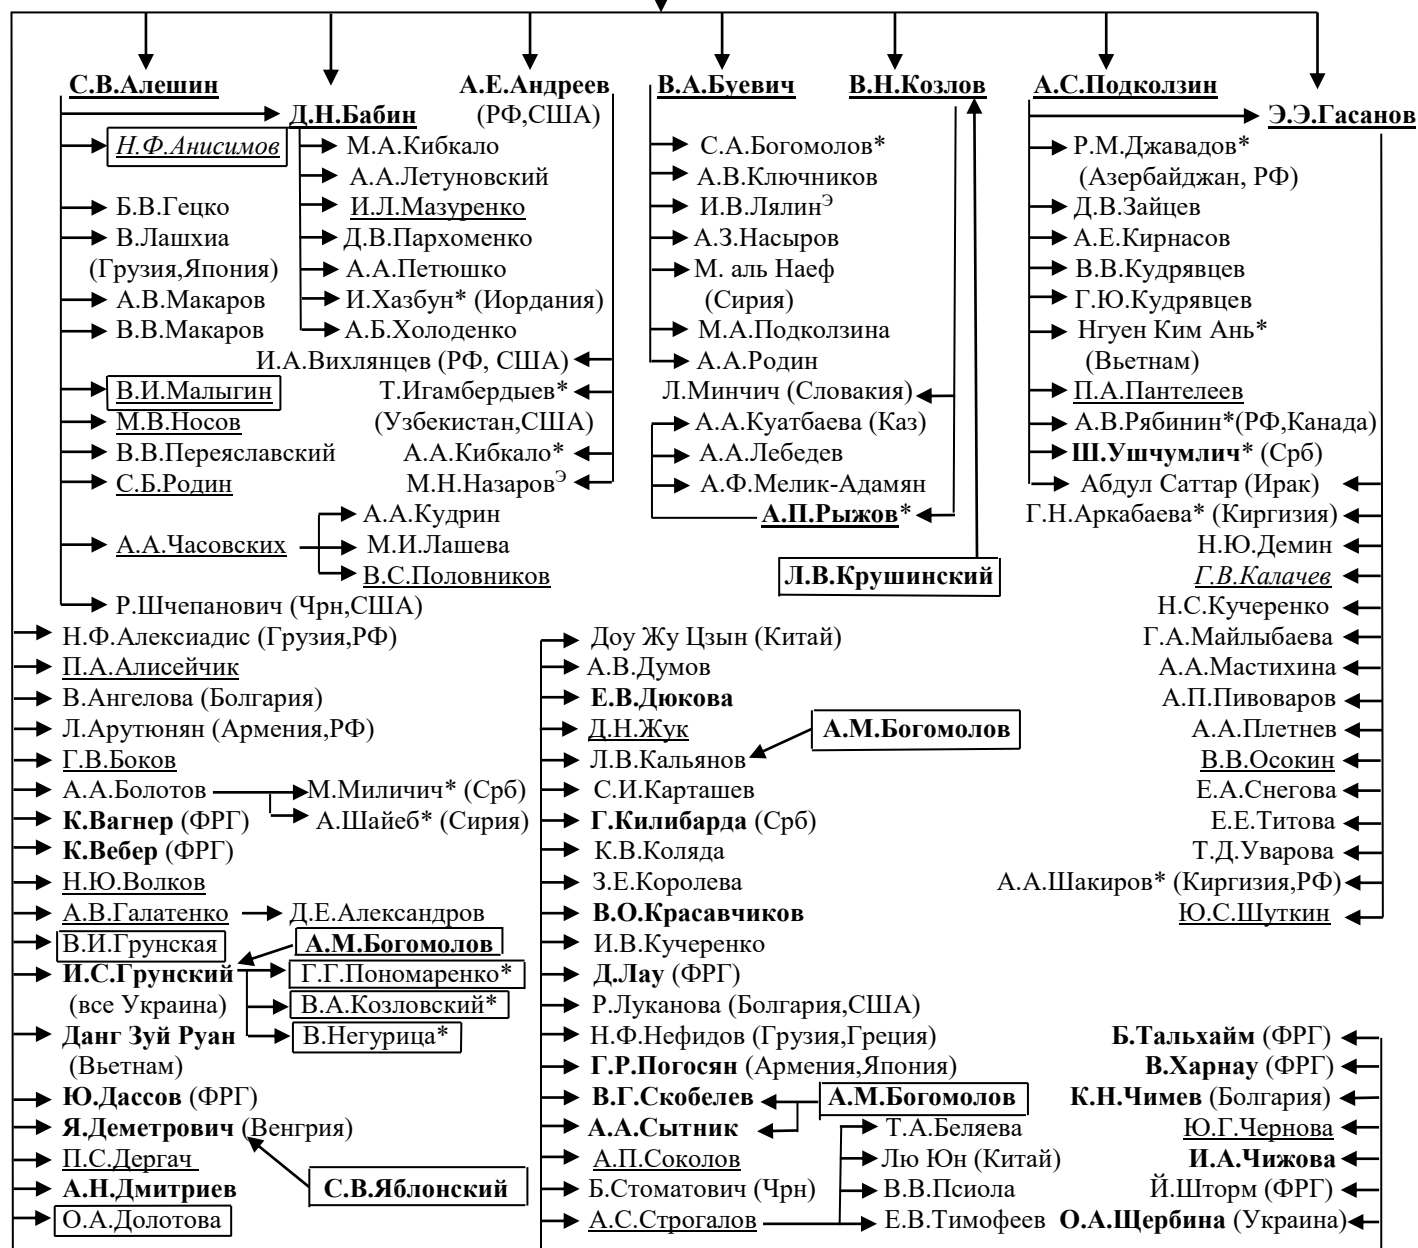 С.В.Алешин
Д.Н.Бабин
А.Е.Андреев
(РФ,США)
В.А.Буевич
В.Н.Козлов
А.С.Подколзин
Э.Э.Гасанов
Н.Ф.Анисимов
Б.В.Гецко
В.Лашхиа
(Грузия,Япония)
А.В.Макаров
В.В.Макаров
В.И.Малыгин
М.В.Носов
В.В.Переяславский
С.Б.Родин
А.А.Часовских
Р.Шчепанович (Чрн,США)
М.А.Кибкало
А.А.Летуновский
И.Л.Мазуренко
Д.В.Пархоменко
А.А.Петюшко
И.Хазбун* (Иордания)
А.Б.Холоденко
И.А.Вихлянцев (РФ, США)
Т.Игамбердыев*
(Узбекистан,США)
А.А.Кибкало*
М.Н.Назаровᐣ
А.А.Кудрин
М.И.Лашева
В.С.Половников
С.А.Богомолов*
А.В.Ключников
И.В.ЛялинЭ
А.З.Насыров
М. аль Наеф
(Сирия)
М.А.Подколзина
А.А.Родин
Л.Минчич (Словакия)
А.А.Куатбаева (Каз)
А.А.Лебедев
А.Ф.Мелик-Адамян
А.П.Рыжов*
Л.В.Крушинский
Р.М.Джавадов*
(Азербайджан, РФ)
Д.В.Зайцев
А.Е.Кирнасов
В.В.Кудрявцев
Г.Ю.Кудрявцев
Нгуен Ким Ань*
(Вьетнам)
П.А.Пантелеев
А.В.Рябинин*(РФ,Канада)
Ш.Ушчумлич* (Срб)
Абдул Саттар (Ирак)
Г.Н.Аркабаева* (Киргизия)
Н.Ю.Демин
Г.В.Калачев
Н.С.Кучеренко
Г.А.Майлыбаева
А.А.Мастихина
А.П.Пивоваров
А.А.Плетнев
В.В.Осокин
Е.А.Снегова
Е.Е.Титова
Т.Д.Уварова
А.А.Шакиров* (Киргизия,РФ)
Ю.С.Шуткин
Н.Ф.Алексиадис (Грузия,РФ)
П.А.Алисейчик
В.Ангелова (Болгария)
Л.Арутюнян (Армения,РФ)
Г.В.Боков
А.А.Болотов
М.Миличич* (Срб)
К.Вагнер (ФРГ)
А.Шайеб* (Сирия)
К.Вебер (ФРГ)
Н.Ю.Волков
А.В.Галатенко
Д.Е.Александров
В.И.Грунская
А.М.Богомолов
И.С.Грунский
Г.Г.Пономаренко*
(все Украина)
В.А.Козловский*
Данг Зуй Руан
В.Негурица*
(Вьетнам)
Ю.Дассов (ФРГ)
Я.Деметрович (Венгрия)
П.С.Дергач
А.Н.Дмитриев
С.В.Яблонский
О.А.Долотова
Доу Жу Цзын (Китай)
А.В.Думов
Е.В.Дюкова
Д.Н.Жук
А.М.Богомолов
Л.В.Кальянов
С.И.Карташев
Г.Килибарда (Срб)
К.В.Коляда
З.Е.Королева
В.О.Красавчиков
И.В.Кучеренко
Д.Лау (ФРГ)
Р.Луканова (Болгария,США)
Н.Ф.Нефидов (Грузия,Греция)
Г.Р.Погосян (Армения,Япония)
В.Г.Скобелев
А.М.Богомолов
А.А.Сытник
Т.А.Беляева
А.П.Соколов
Лю Юн (Китай)
Б.Стоматович (Чрн)
В.В.Псиола
А.С.Строгалов
Е.В.Тимофеев
Б.Тальхайм (ФРГ)
В.Харнау (ФРГ)
К.Н.Чимев (Болгария)
Ю.Г.Чернова
И.А.Чижова
Й.Шторм (ФРГ)
О.А.Щербина (Украина)